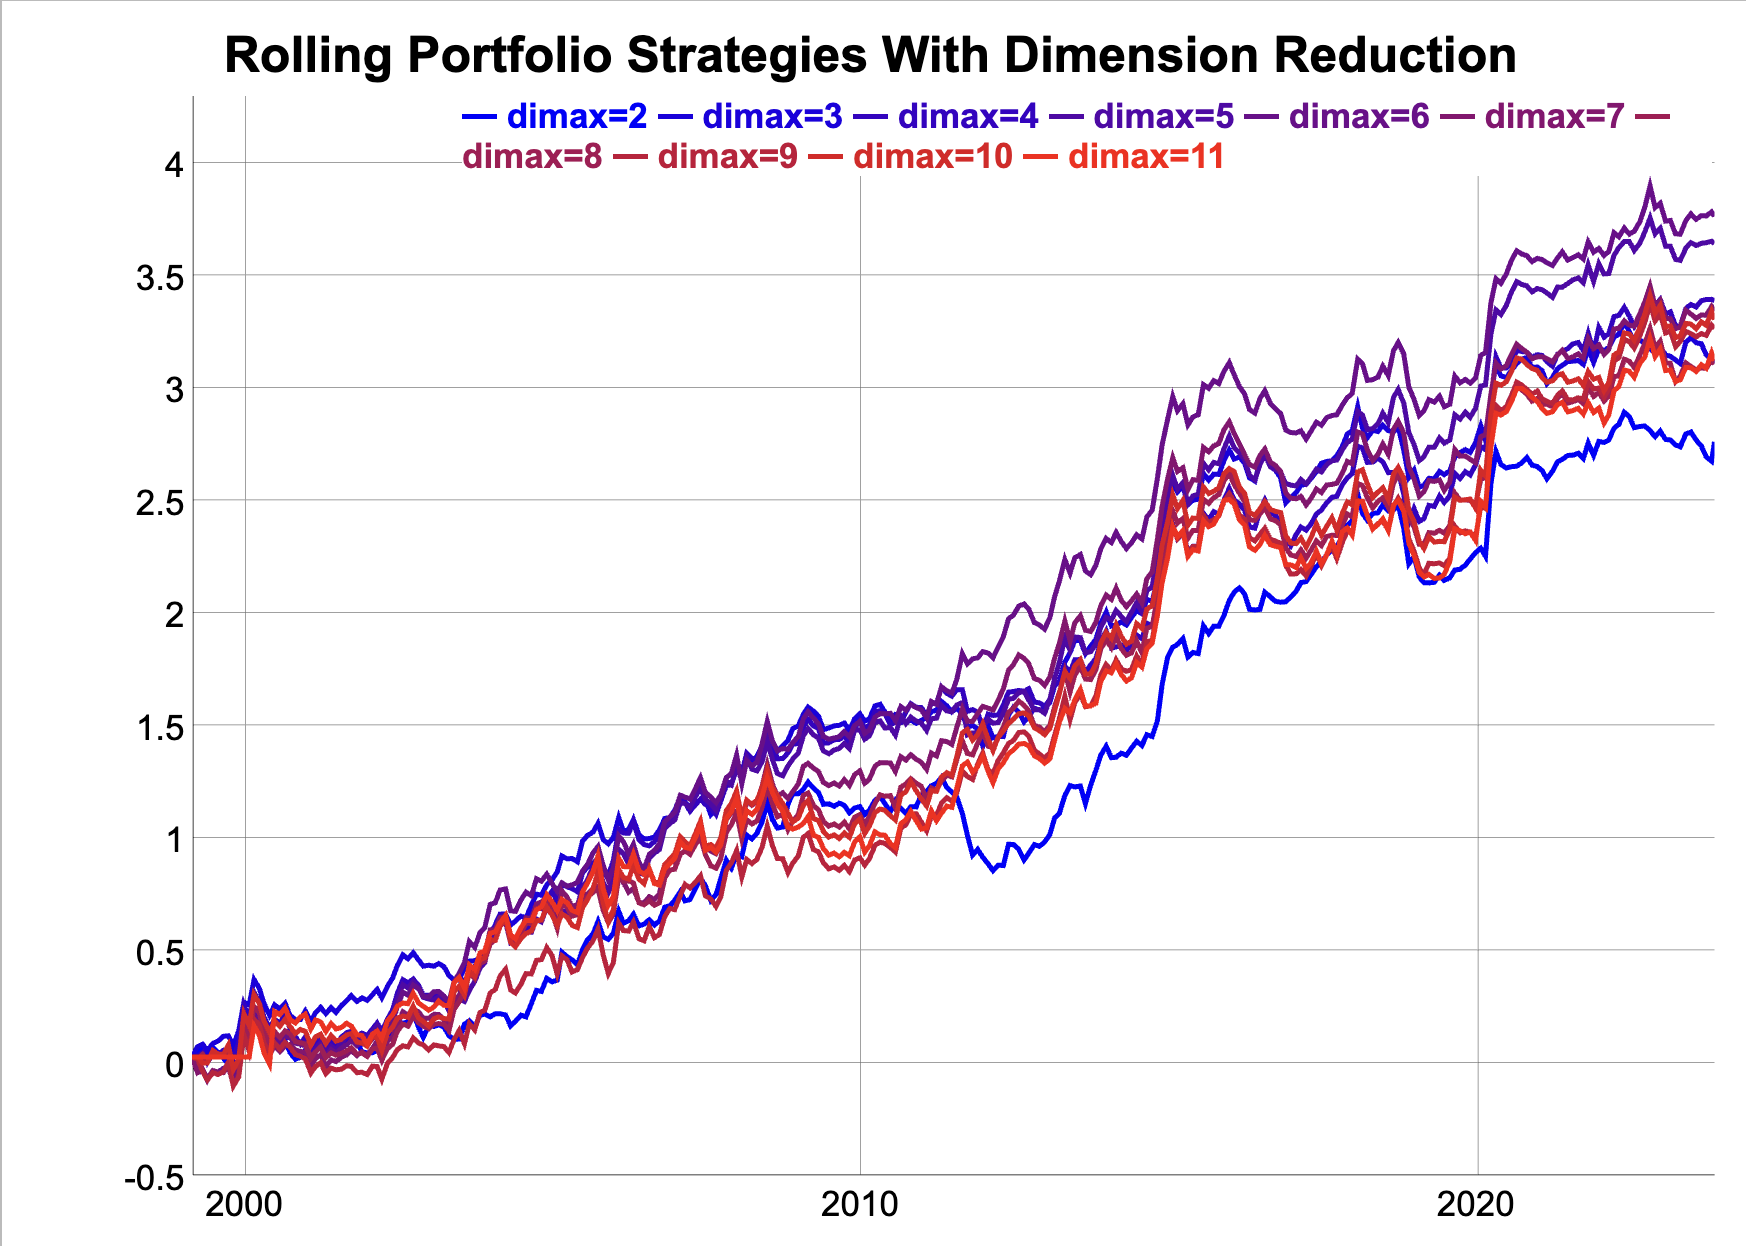 Rolling Portfolio Strategies With Dimension Reduction
dimax=2 dimax=3 dimax=4 dimax=5 dimax=6 dimax=7
dimax=8 dimax=9 dimax=10 dimax=11
4
3.5
3
2.5
2
1.5
1
0.5
0
-0.5
2000 2010 2020